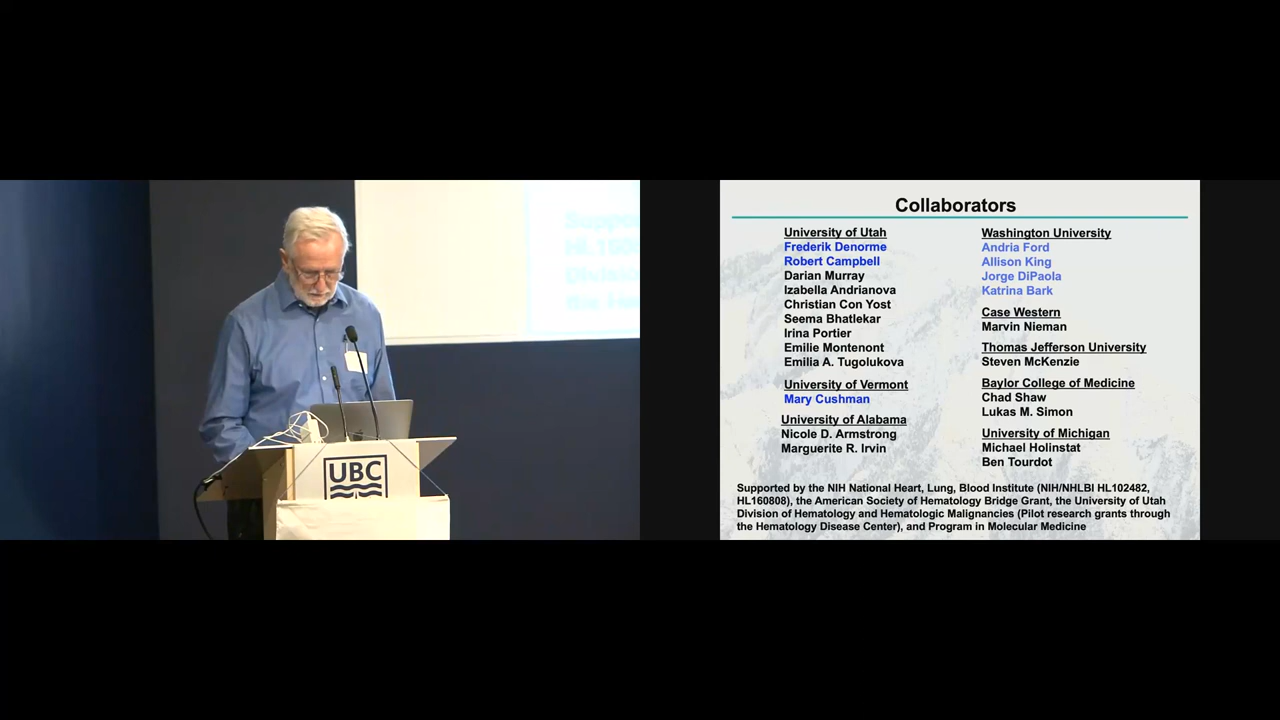 Suppo
HL160
Divisio
the He
UBC
Collaborators
University of Utah
Frederik Denorme
Robert Campbell
Darian Murray
Izabella Andrianova
Christian Con Yost
Seema Bhatlekar
Irina Portier
Emilie Montenont
Emilia A. Tugolukova
University of Vermont
Mary Cushman
University of Alabama
Nicole D. Armstrong
Marguerite R. Irvin
Washington University
Andria Ford
Allison King
Jorge DiPaola
Katrina Bark
Case Western
Marvin Nieman
Thomas Jefferson University
Steven McKenzie
Baylor College of Medicine
Chad Shaw
Lukas M. Simon
University of Michigan
Michael Holinstat
Ben Tourdot
Supported by the NIH National Heart, Lung, Blood Institute (NIH/NHLBI HL102482,
HL160808), the American Society of Hematology Bridge Grant, the University of Utah
Division of Hematology and Hematologic Malignancies (Pilot research grants through
the Hematology Disease Center), and Program in Molecular Medicine